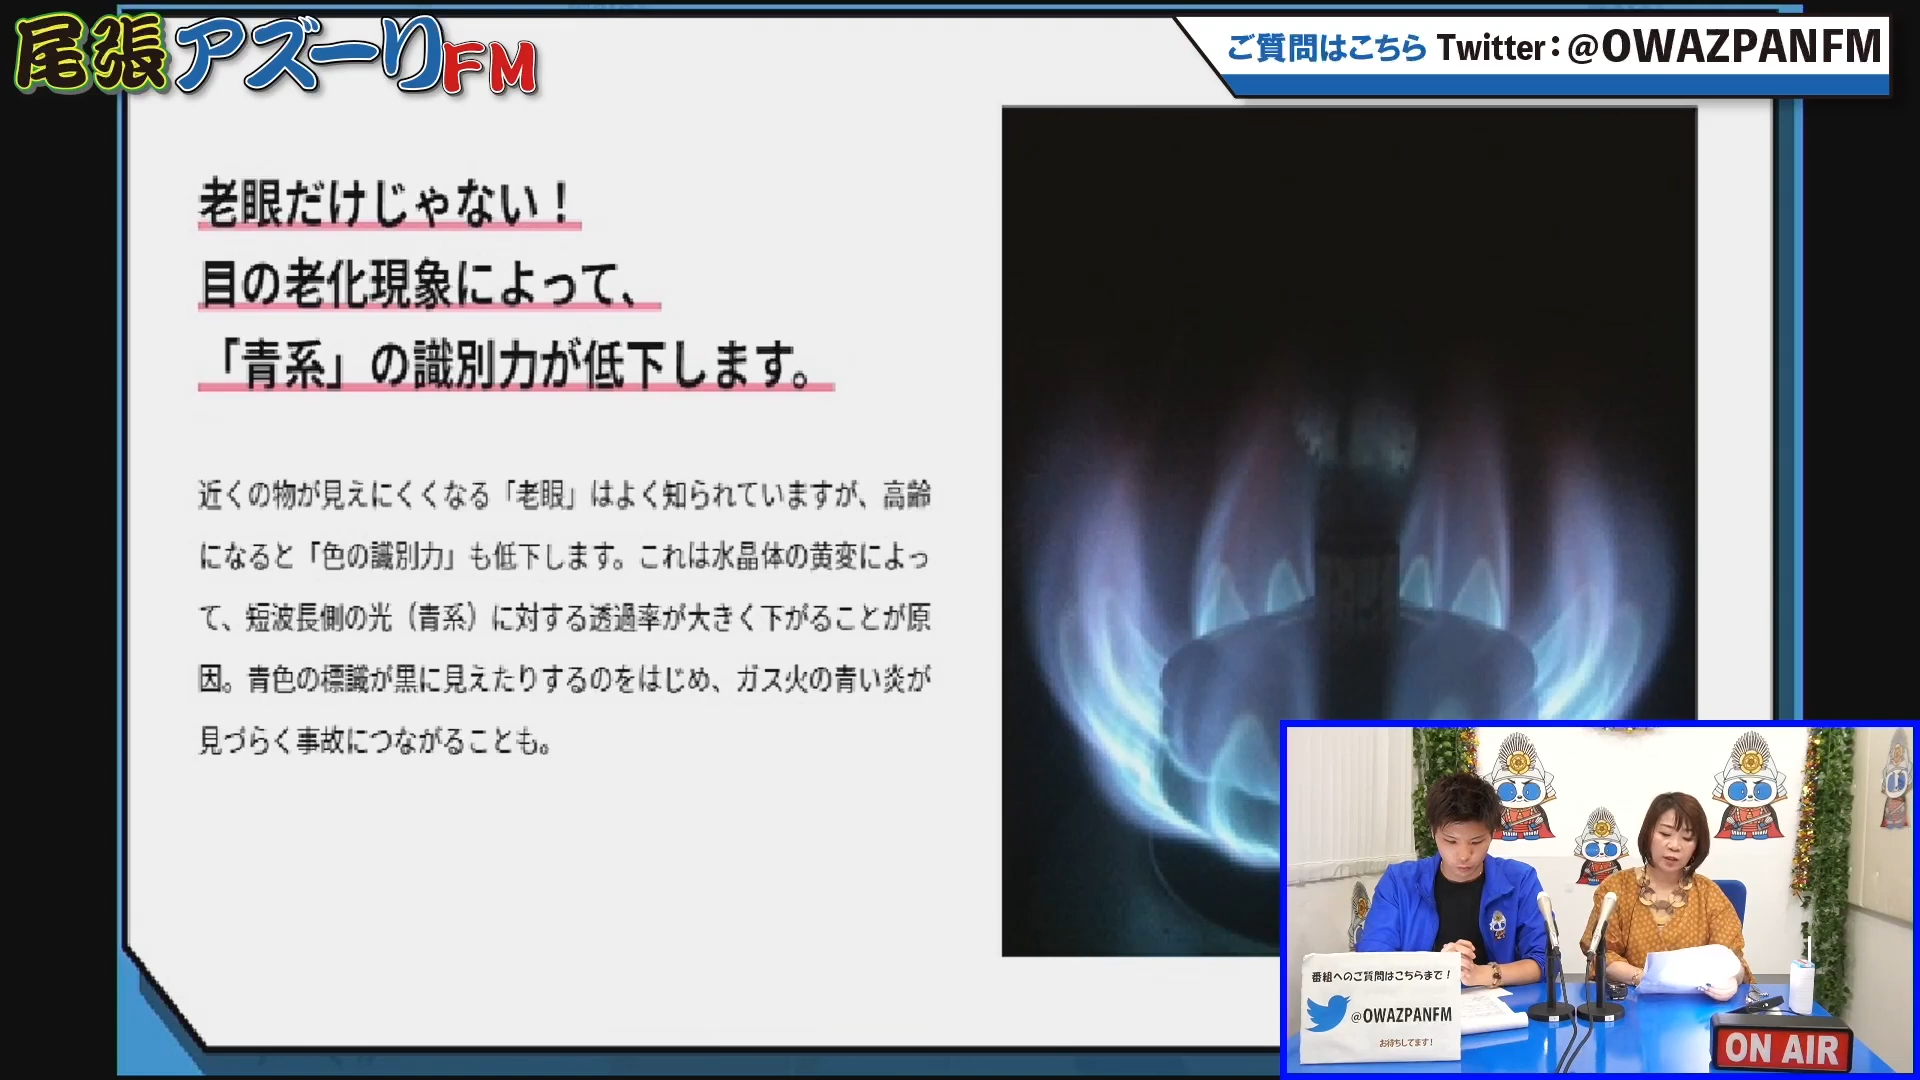 尾張アズーりFM
ご質問はこちら Twitter：@OWAZPANFM
老眼だけじゃない！
目の老化現象によって、
「青系」の識別力が低下します。
近くの物が見えにくくなる「老眼」はよく知られていますが、高齢
になると「色の識別力」も低下します。これは水晶体の黄変によっ
て、短波長側の光（青系）に対する透過率が大きく下がることが原
因。青色の標識が黒に見えたりするのをはじめ、ガス火の青い炎が
見づらく事故につながることも。
番組へのご質問はこちらまで！
@OWAZPANFM
お待ちしてます！
ON AIR